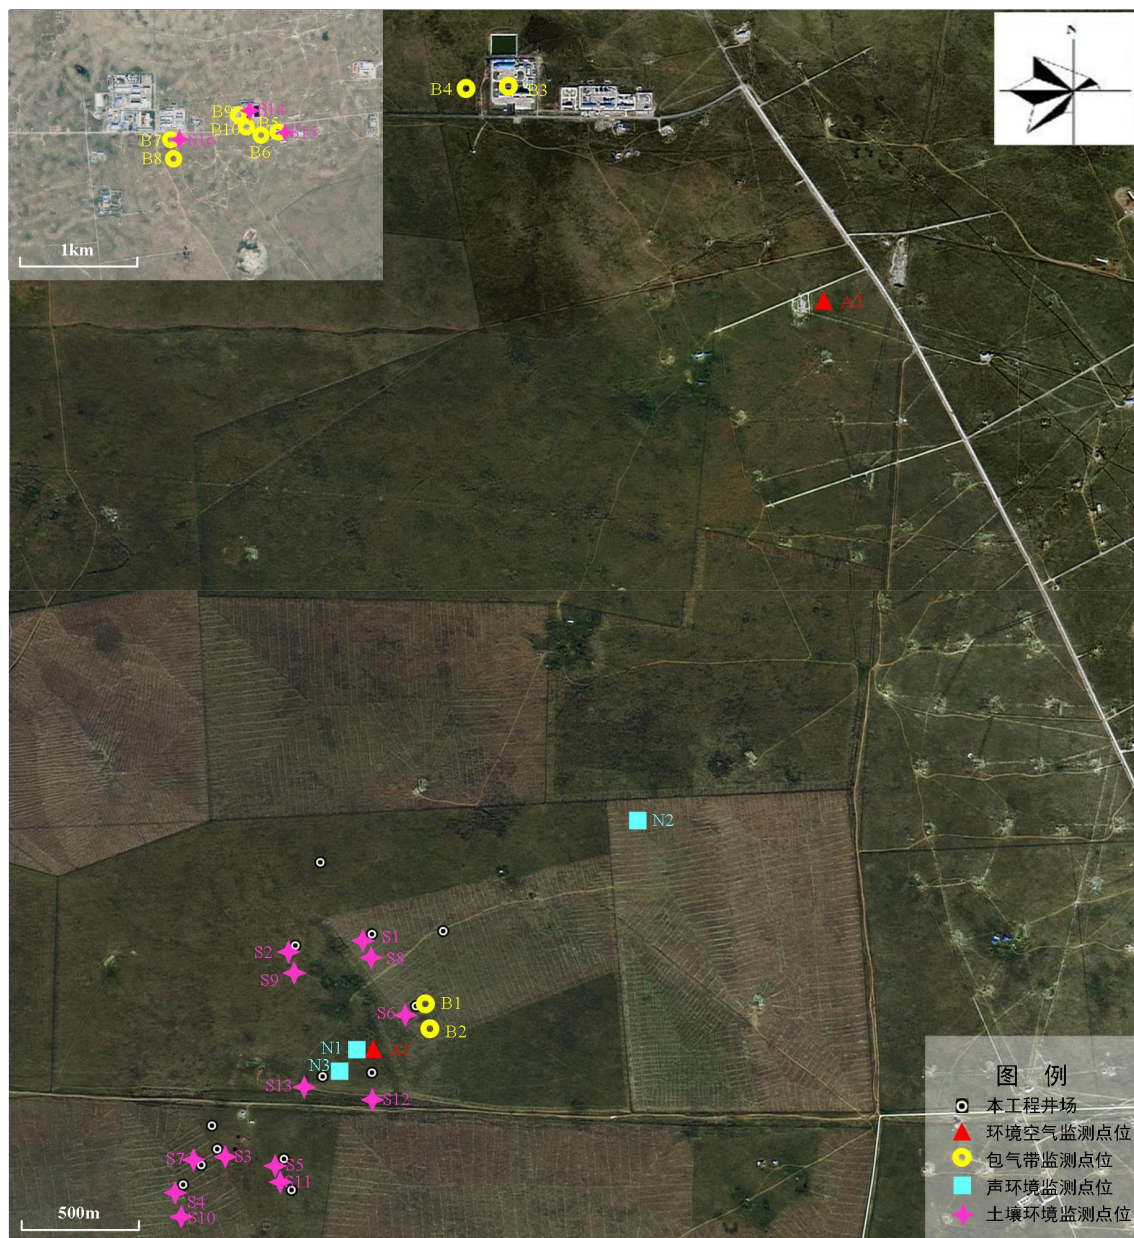 N
B4
B3
B9
S14
B10
B5
S15
B7
S16
B6
B8
1km
A2
N2
S1
S2
S8
S9
B1
S6
B2
N1
A1
N3
S13
S12
S7
S3
S5
S11
S4
S10
500m
图 例
本工程井场
环境空气监测点位
包气带监测点位
声环境监测点位
土壤环境监测点位